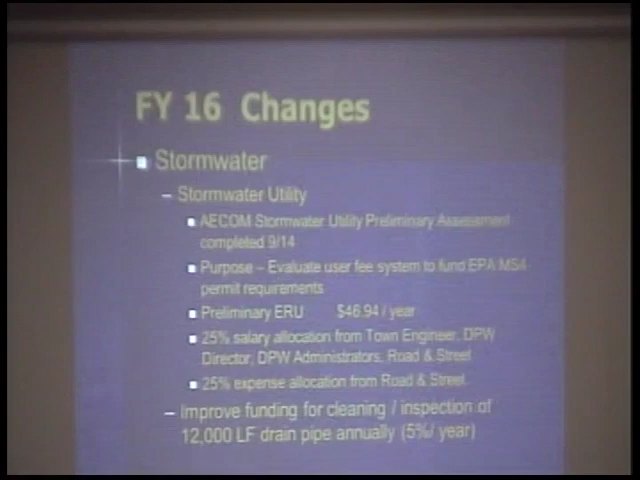 FY 16 Changes
Stormwater
– Stormwater Utility
AECOM Stormwater Utility Preliminary Assessment
completed 9/14
Purpose – Evaluate user fee system to fund EPA MS4
permit requirements
Preliminary ERU $46.94 / year
25% salary allocation from Town Engineer, DPW
Director, DPW Administrators, Road & Street
25% expense allocation from Road & Street
– Improve funding for cleaning / inspection of
12,000 LF drain pipe annually (5%/ year)